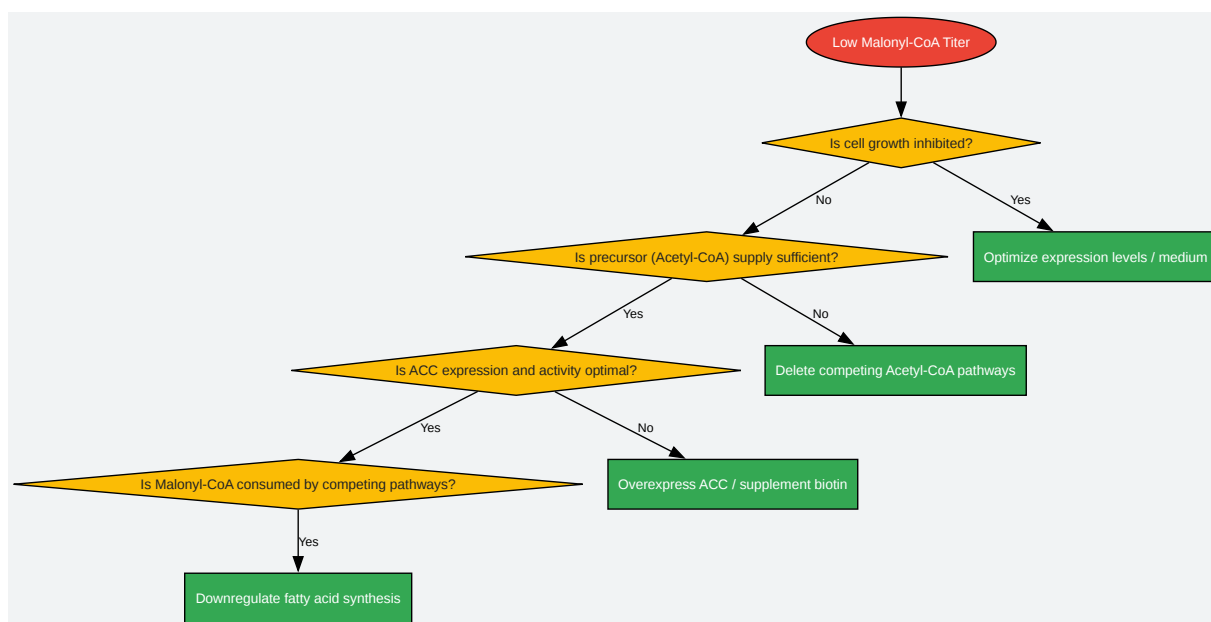 Low Malonyl-CoA Titer
Is cell growth inhibited?
No
Yes
Is precursor (Acetyl-CoA) supply sufficient?
Optimize expression levels / medium
Yes
No
Is ACC expression and activity optimal?
Delete competing Acetyl-CoA pathways
Yes
No
Is Malonyl-CoA consumed by competing pathways?
Overexpress ACC / supplement biotin
Yes
Downregulate fatty acid synthesis